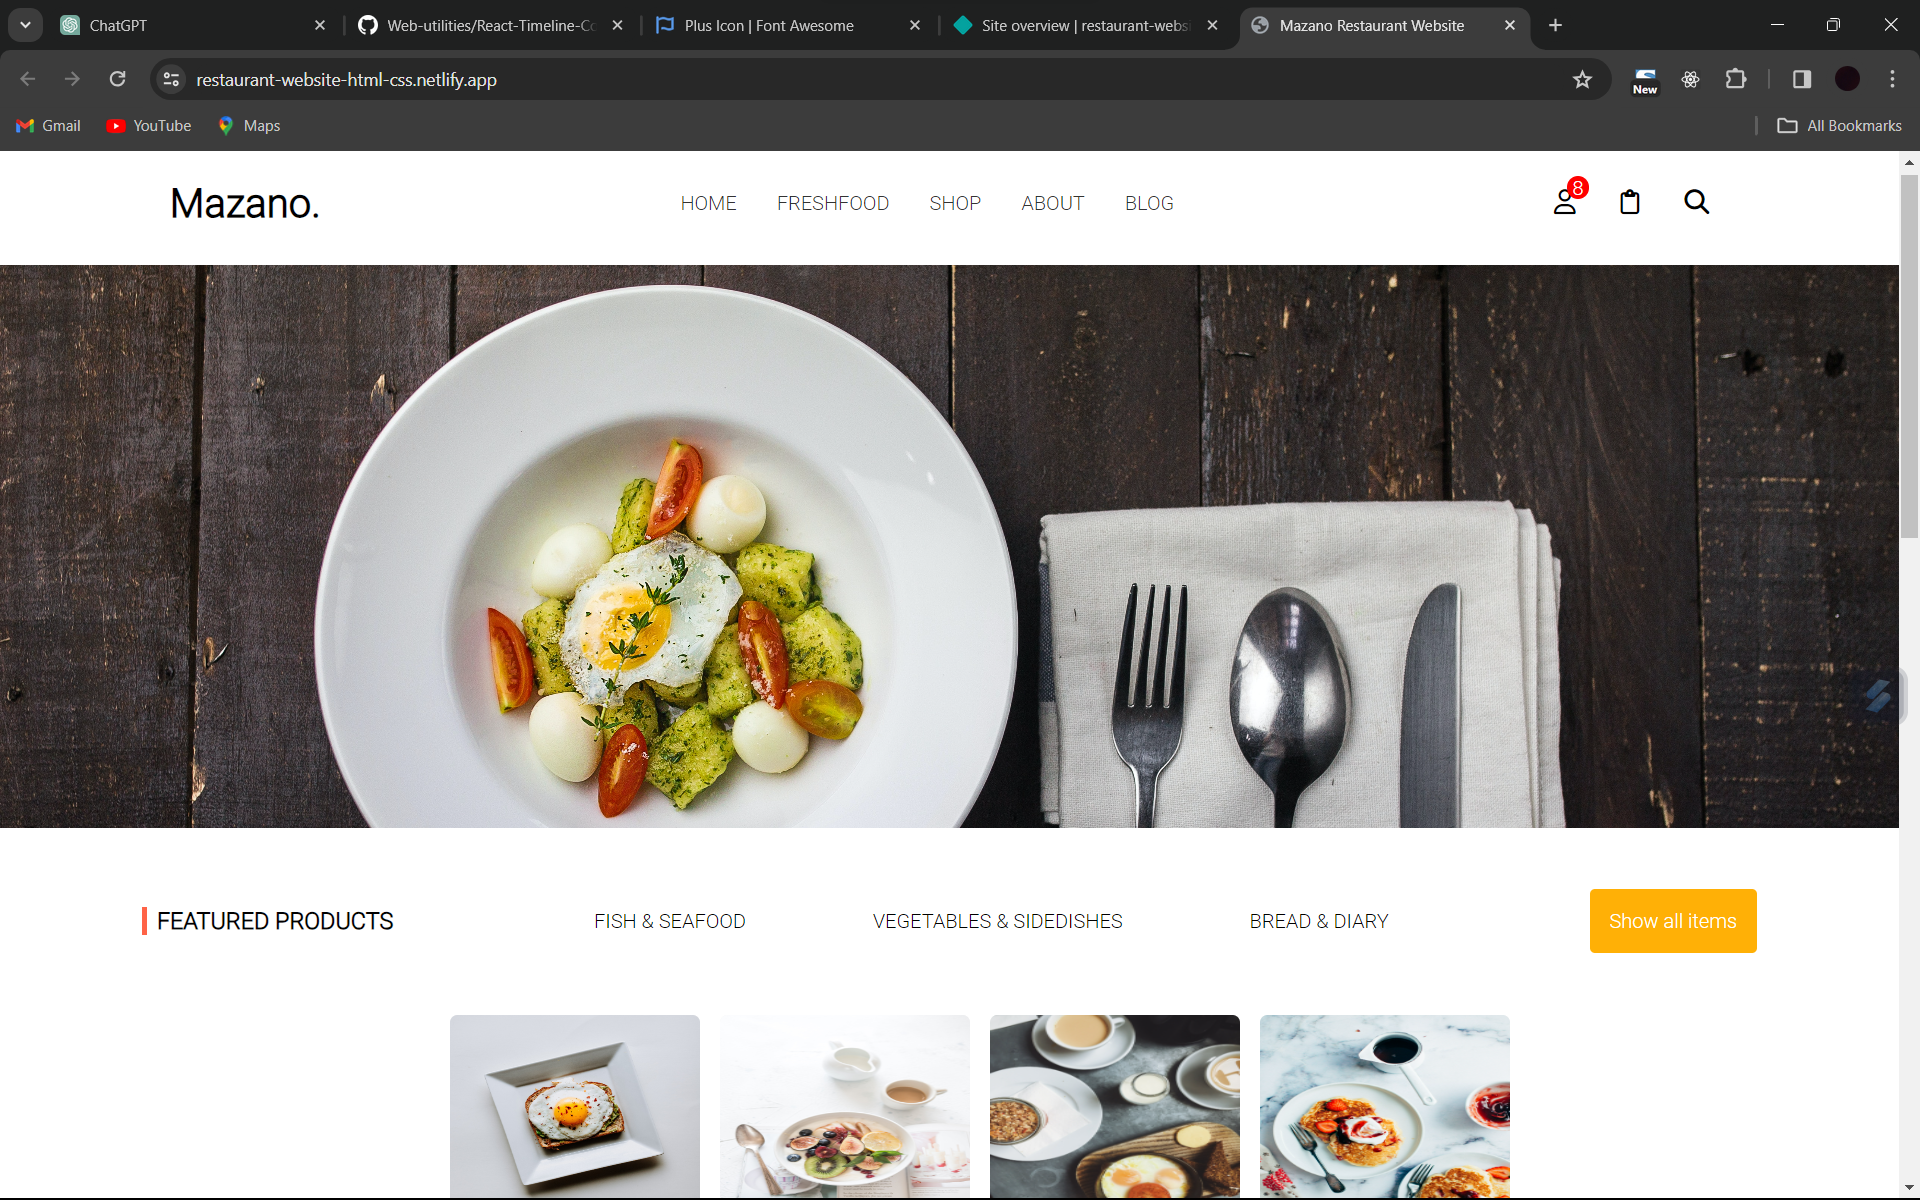 ChatGPT
Web-utilities/React-Timeline-Co
Plus Icon | Font Awesome
Site overview | restaurant-websi
Mazano Restaurant Website
restaurant-website-html-css.netlify.app
New
Gmail
YouTube
Maps
All Bookmarks
Mazano.
HOME
FRESHFOOD
SHOP
ABOUT
BLOG
8
FEATURED PRODUCTS
FISH & SEAFOOD
VEGETABLES & SIDEDISHES
BREAD & DIARY
Show all items